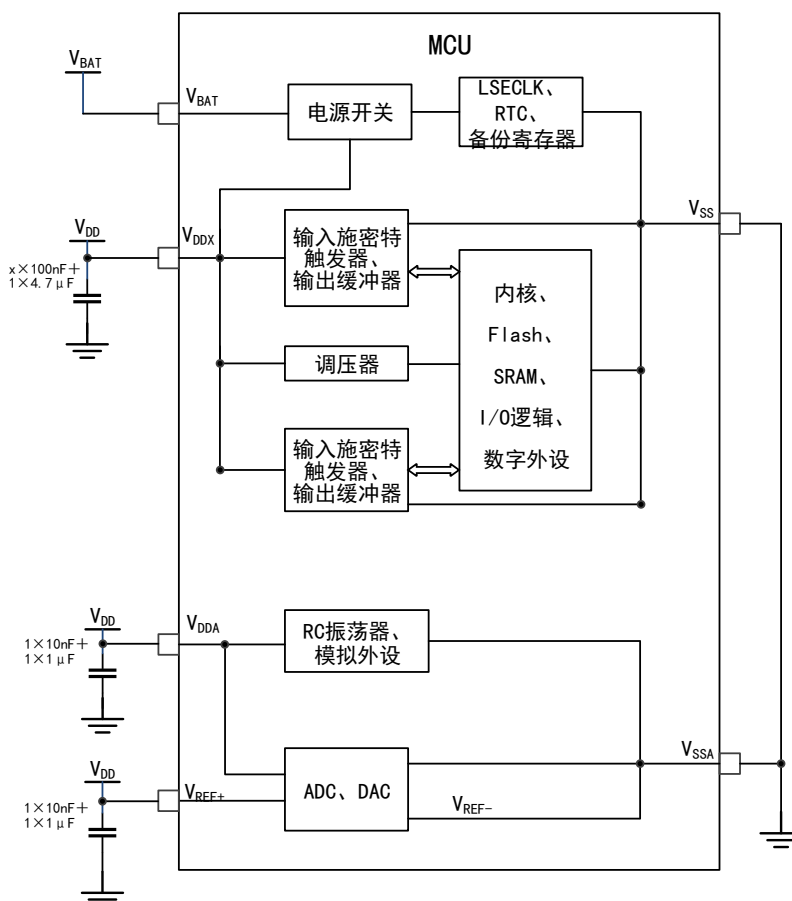 MCU
VBAT
VBAT
电源开关
LSECLK、
RTC、
备份寄存器
VSS
VDD
VDDX
x×100nF+
1×4.7μF
输入施密特
触发器、
输出缓冲器
内核、
Flash、
SRAM、
I/O逻辑、
数字外设
调压器
输入施密特
触发器、
输出缓冲器
VDD
VDDA
1×10nF+
1×1μF
RC振荡器、
模拟外设
VSSA
VDD
VREF+
1×10nF+
1×1μF
ADC、DAC
VREF-